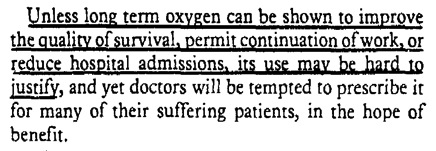 Unless long term oxygen can be shown to improve
the quality of survival, permit continuation of work, or
reduce hospital admissions, its use may be hard to
justify, and yet doctors will be tempted to prescribe it
for many of their suffering patients, in the hope of
benefit.